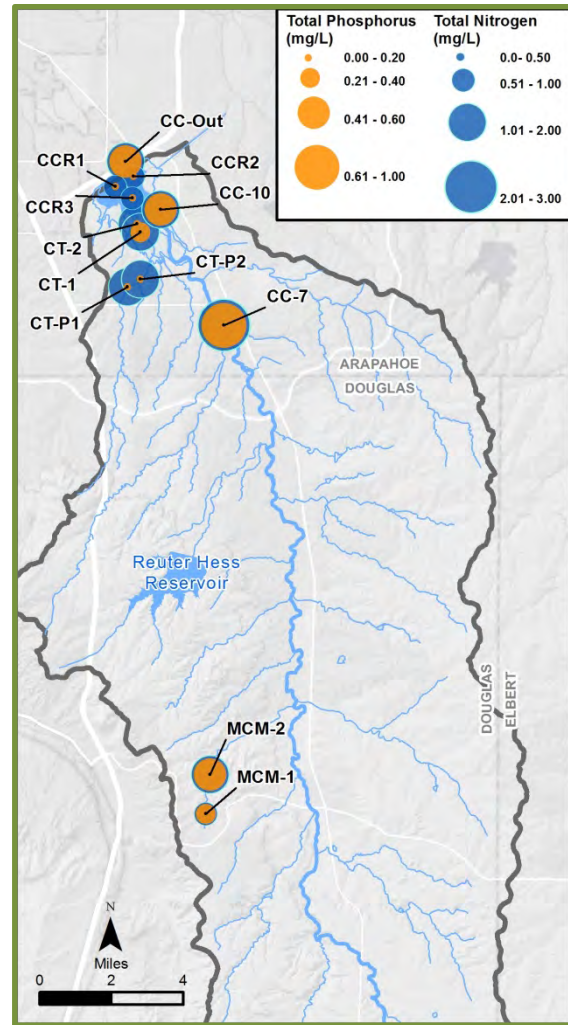 Total Phosphorus
(mg/L)
0.00 - 0.20
0.21 - 0.40
0.41 - 0.60
0.61 - 1.00
Total Nitrogen
(mg/L)
0.0 - 0.50
0.51 - 1.00
1.01 - 2.00
2.01 - 3.00
CC-Out
CCR1
CCR2
CCR3
CC-10
CT-2
CT-P2
CT-1
CT-P1
CC-7
ARAPAHOE
DOUGLAS
Reuter Hess
Reservoir
DOUGLAS
ELBERT
MCM-2
MCM-1
N
Miles
0 2 4